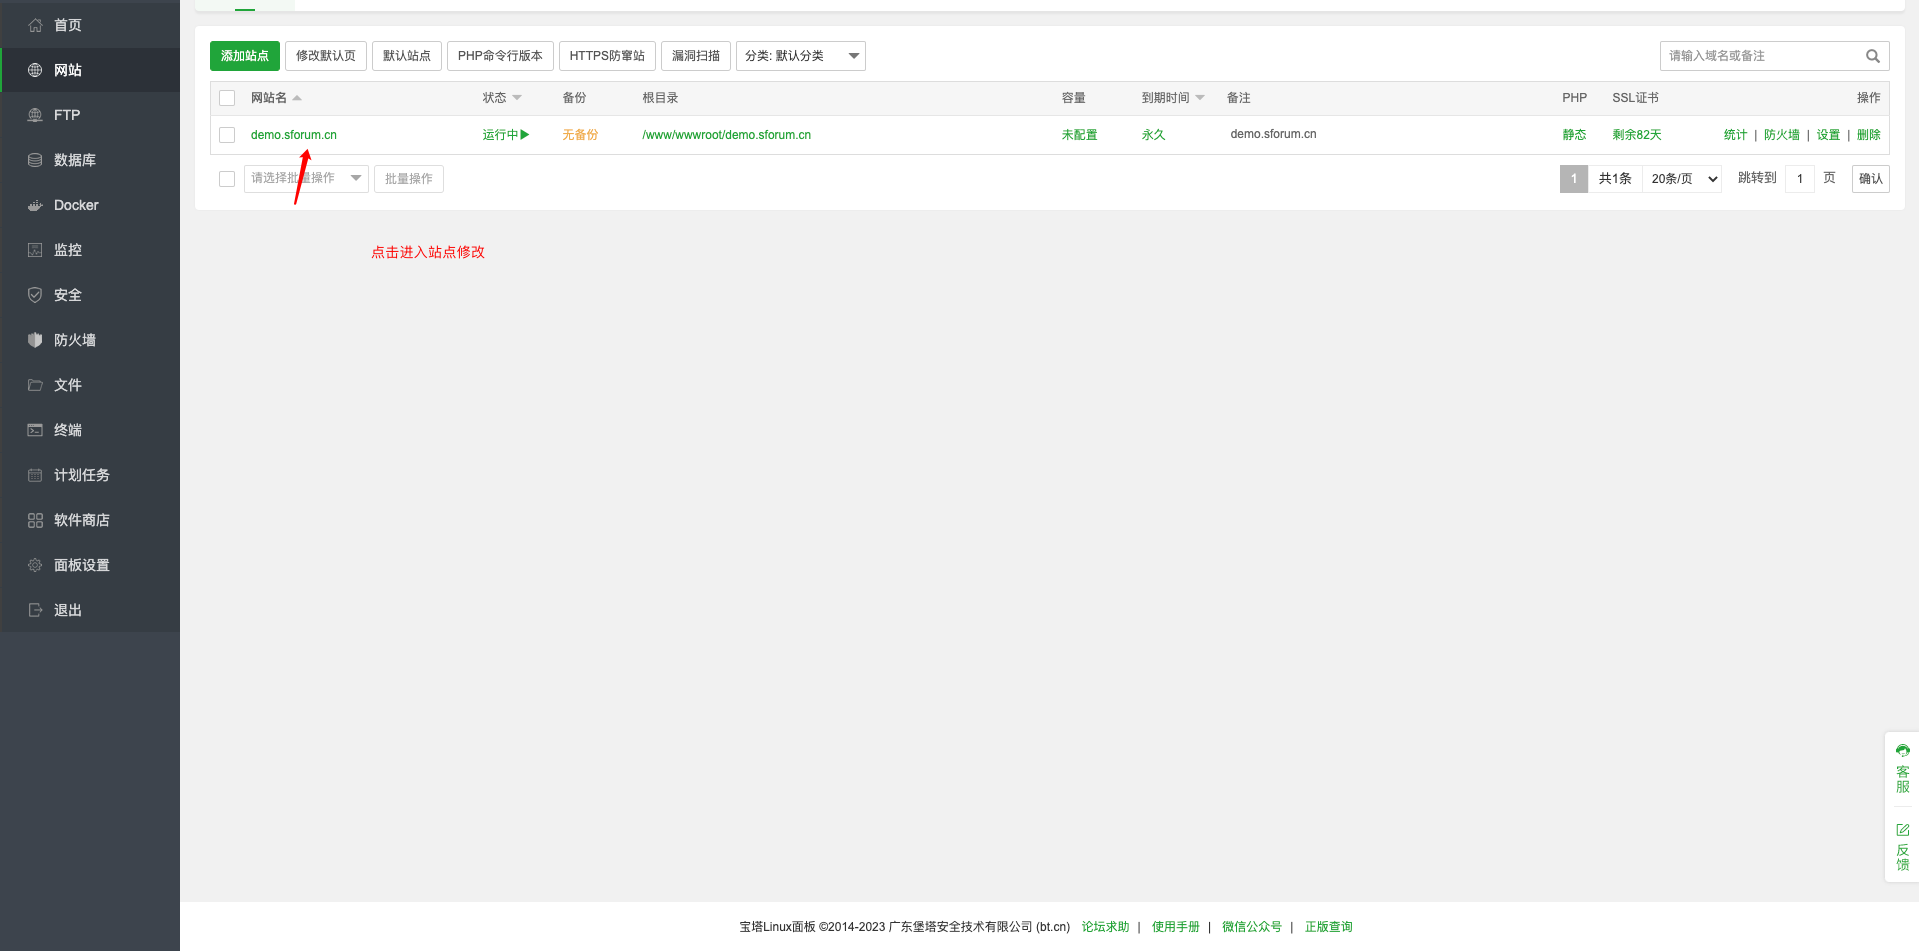 首页
网站
FTP
数据库
Docker
监控
安全
防火墙
文件
终端
计划任务
软件商店
面板设置
退出
添加站点 修改默认页 默认站点 PHP命令行版本 HTTPS防窜站 漏洞扫描 分类: 默认分类 请输入域名或备注
网站名 状态 备份 根目录 容量 到期时间 备注 PHP SSL证书 操作
demo.sforum.cn 运行中 无备份 /www/wwwroot/demo.sforum.cn 未配置 永久 demo.sforum.cn 静态 剩余82天 统计 | 防火墙 | 设置 | 删除
请选择批量操作 批量操作 1 共1条 20条/页 跳转到 1 页 确认
点击进入站点修改
客服
反馈
宝塔Linux面板 ©2014-2023 广东堡塔安全技术有限公司 (bt.cn) 论坛求助 | 使用手册 | 微信公众号 | 正版查询